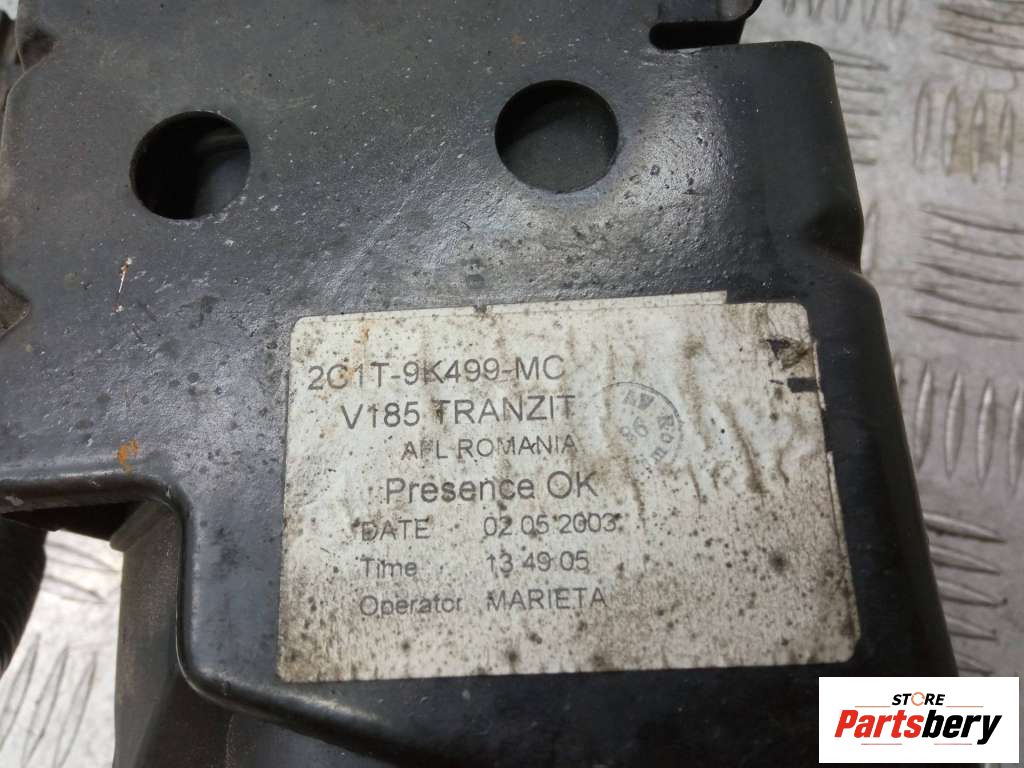 2C1T-9K499-MC
V185 TRANZIT
AFL ROMANIA
Presence OK
DATE 02.05.2003
Time 13 49 05
Operator MARIETA
96
STORE
Partsbery